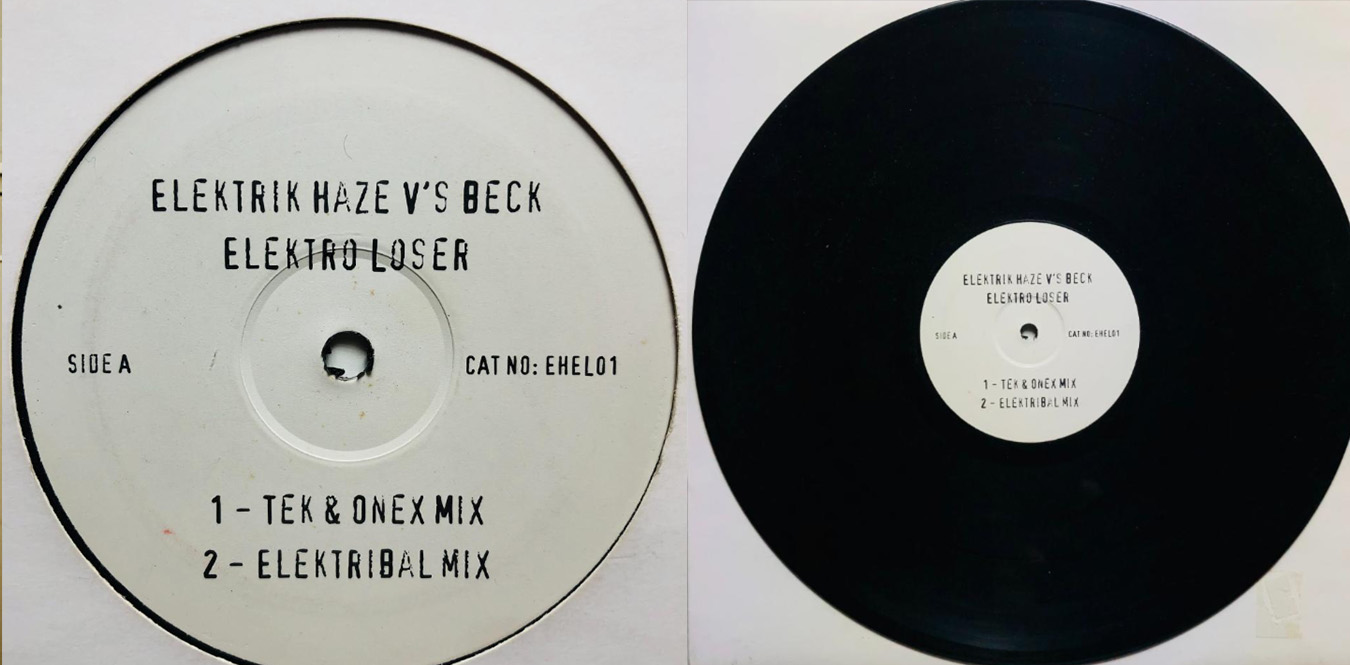 ELEKTRIK HAZE V'S BECK
ELEKTRO LOSER
SIDE A
CAT NO: EHEL01
1 - TEK & ONEX MIX
2 - ELEKTRIBAL MIX
ELEKTRIK HAZE V'S BECK
ELEKTRO LOSER
SIDE A
CAT NO: EHEL01
1 - TEK & ONEX MIX
2 - ELEKTRIBAL MIX